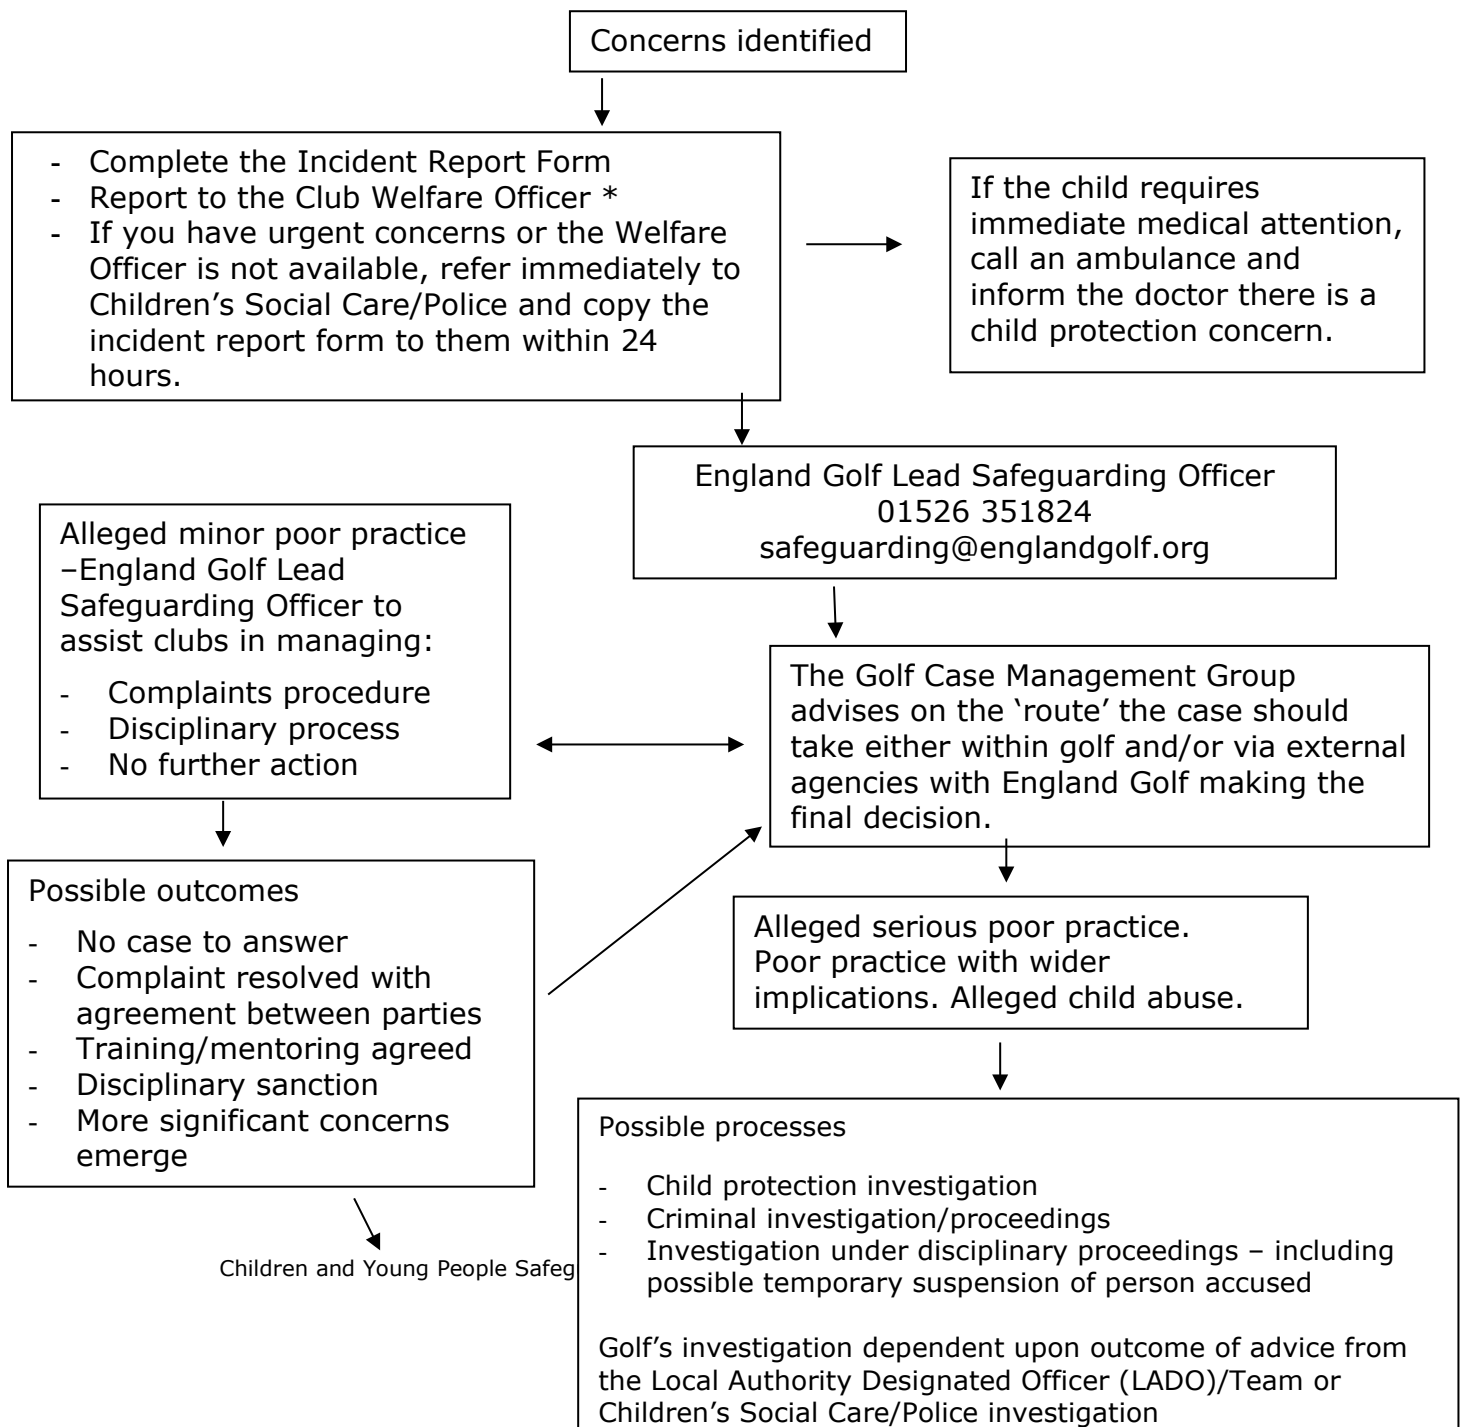 Concerns identified
- Complete the Incident Report Form
- Report to the Club Welfare Officer *
- If you have urgent concerns or the Welfare
Officer is not available, refer immediately to
Children’s Social Care/Police and copy the
incident report form to them within 24
hours.
If the child requires
immediate medical attention,
call an ambulance and
inform the doctor there is a
child protection concern.
England Golf Lead Safeguarding Officer
01526 351824
safeguarding@englandgolf.org
Alleged minor poor practice
–England Golf Lead
Safeguarding Officer to
assist clubs in managing:
- Complaints procedure
- Disciplinary process
- No further action
The Golf Case Management Group
advises on the ‘route’ the case should
take either within golf and/or via external
agencies with England Golf making the
final decision.
Possible outcomes
- No case to answer
- Complaint resolved with
agreement between parties
- Training/mentoring agreed
- Disciplinary sanction
- More significant concerns
emerge
Alleged serious poor practice.
Poor practice with wider
implications. Alleged child abuse.
Possible processes
- Child protection investigation
- Criminal investigation/proceedings
- Investigation under disciplinary proceedings – including
possible temporary suspension of person accused
Golf’s investigation dependent upon outcome of advice from
the Local Authority Designated Officer (LADO)/Team or
Children’s Social Care/Police investigation
Children and Young People Safeg